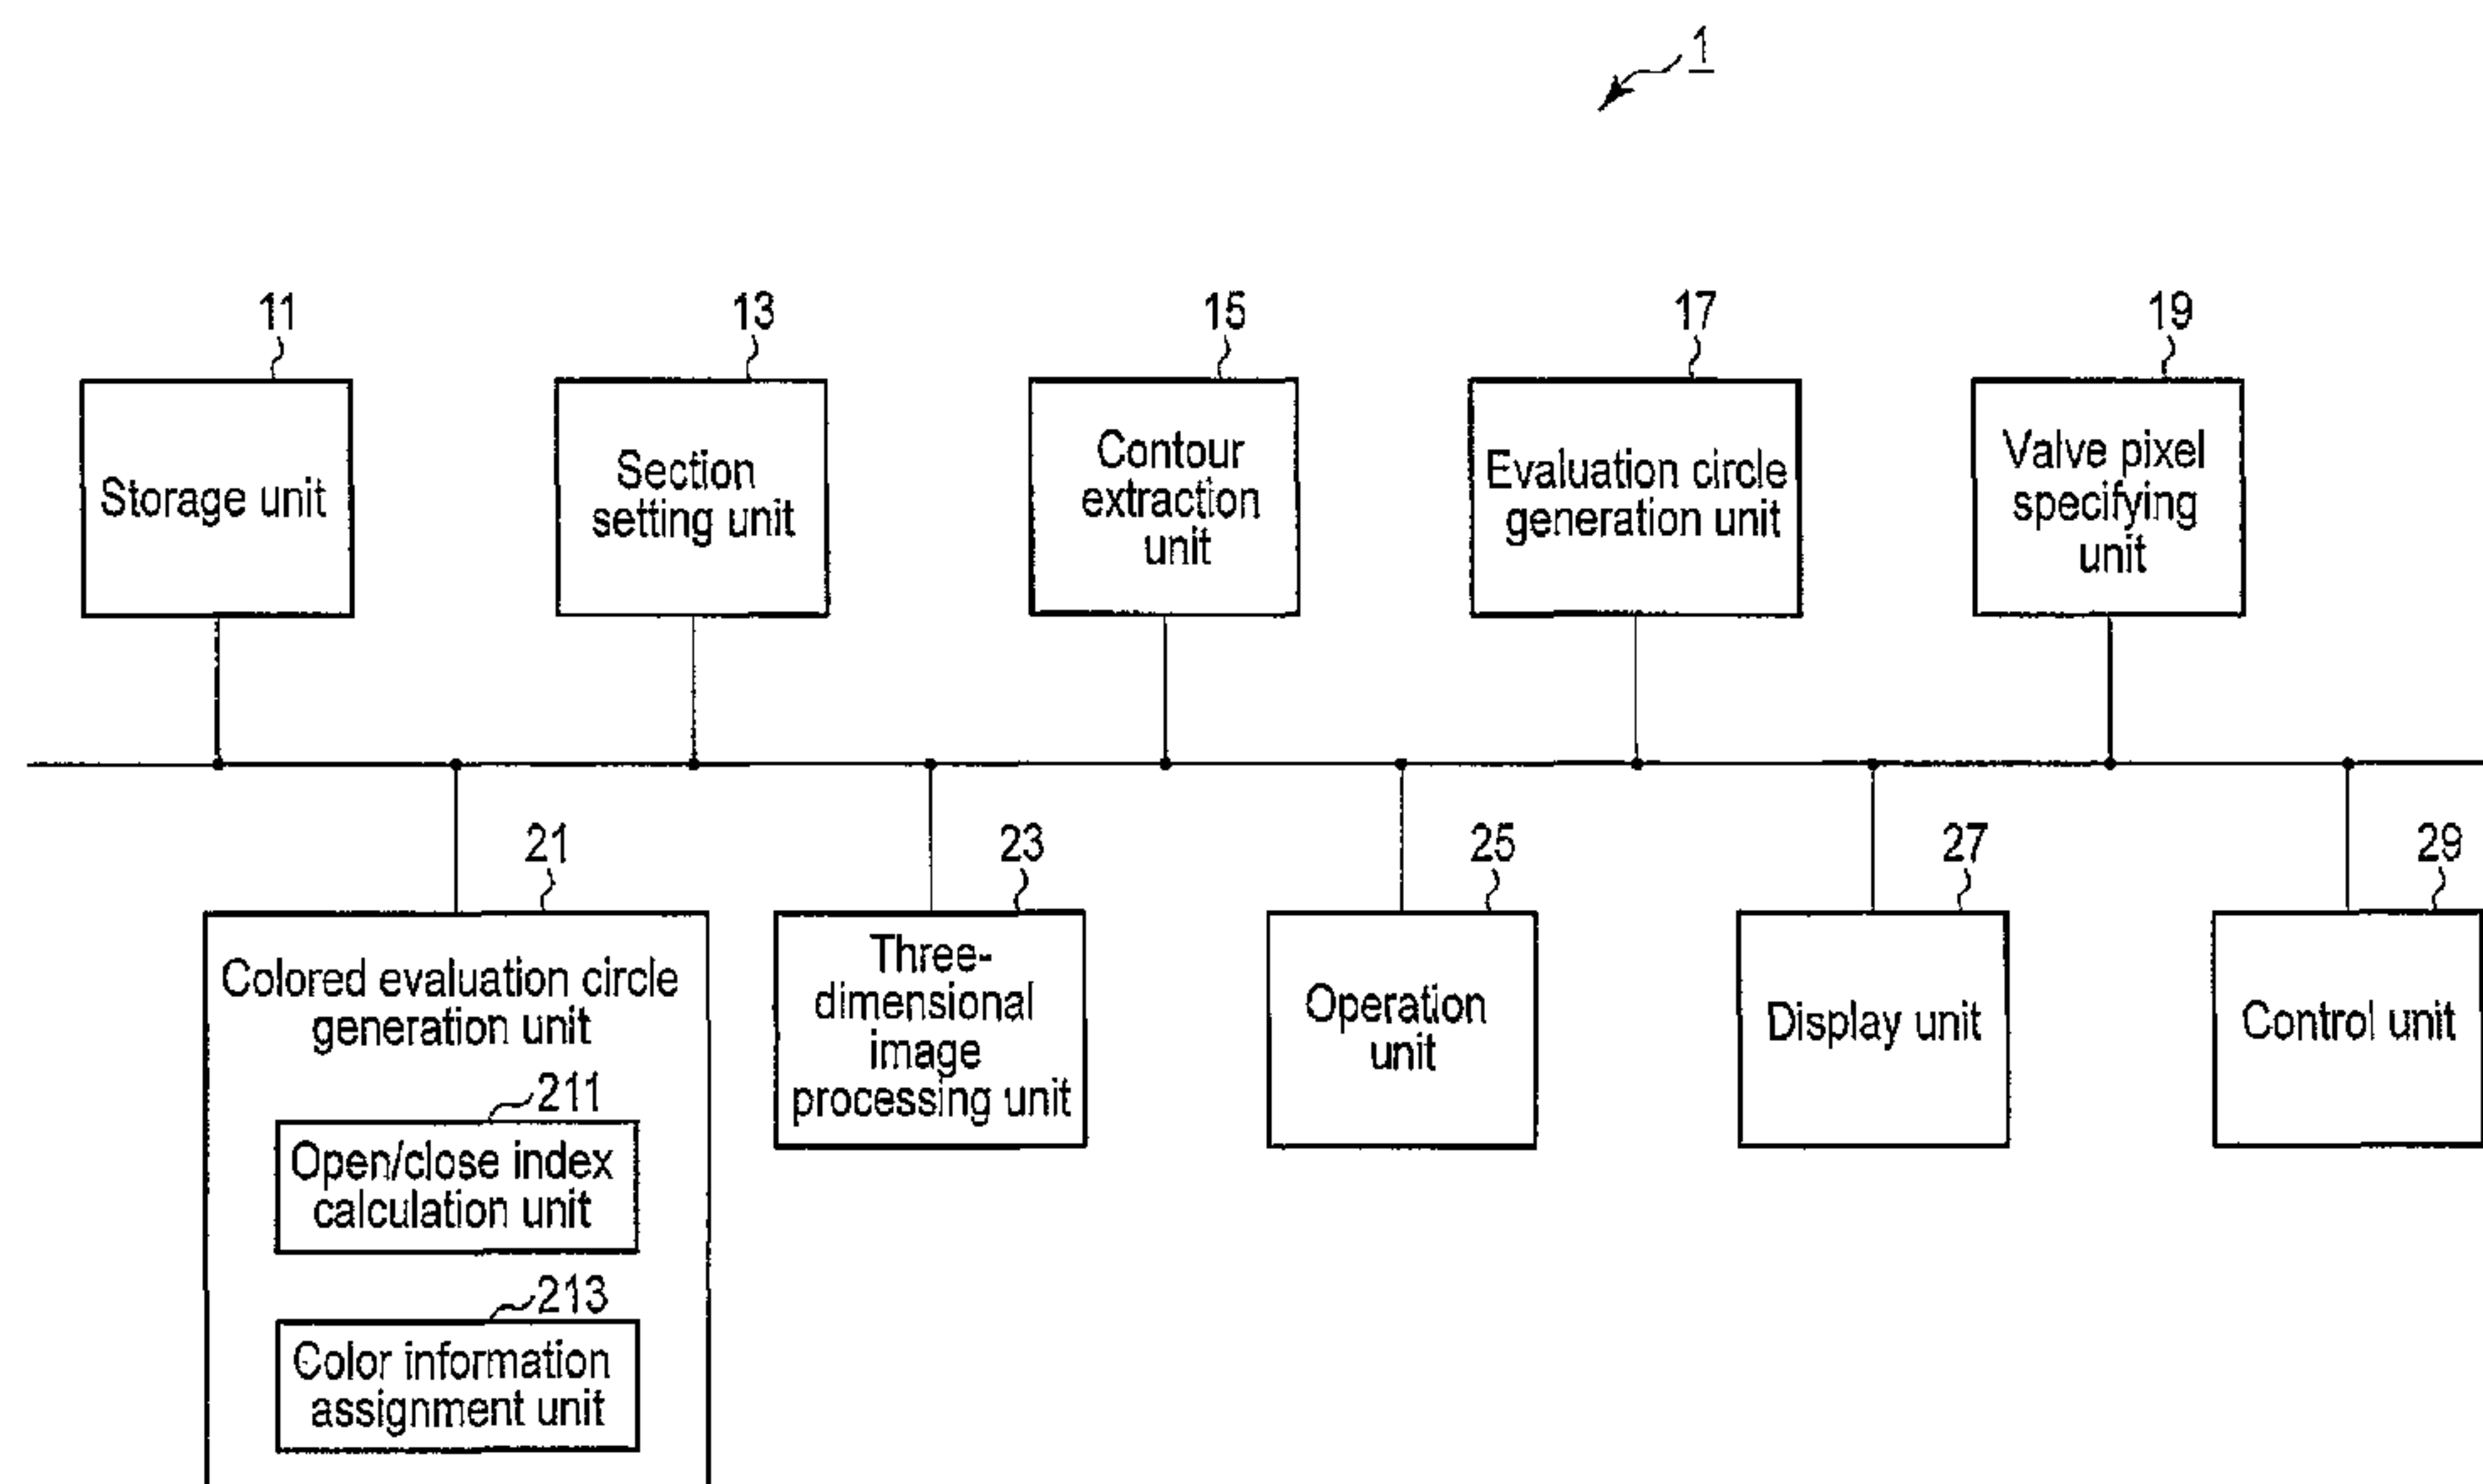 1
11
13
15
17
19
Storage unit
Section
setting unit
Contour
extraction
unit
Evaluation circle
generation unit
Valve pixel
specifying
unit
21
23
25
27
29
Colored evaluation circle
generation unit
211
Open/close index
calculation unit
213
Color information
assignment unit
Three-
dimensional
image
processing unit
Operation
unit
Display unit
Control unit